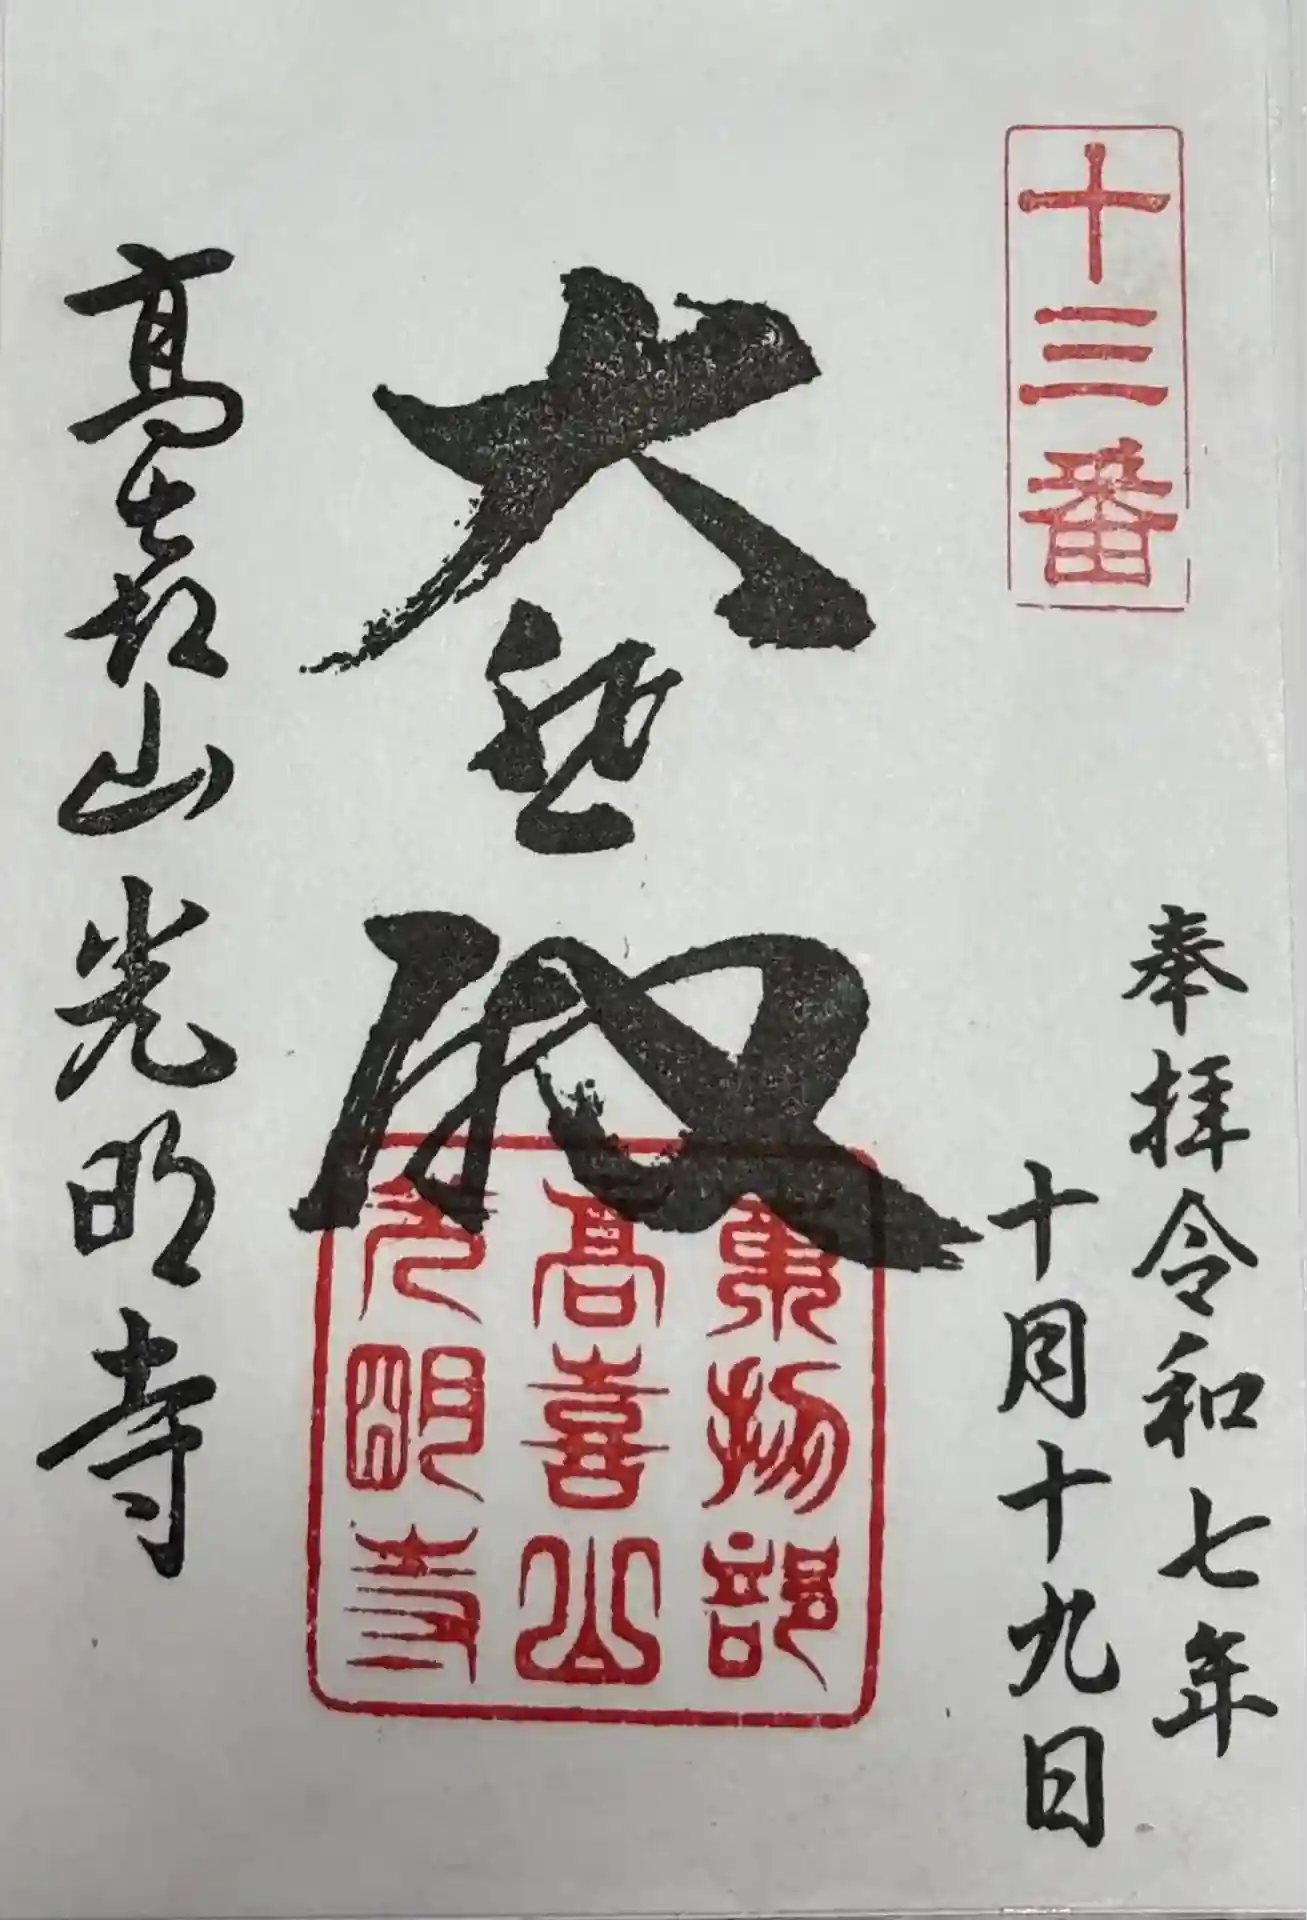 十三番
奉拝令和七年
十月十九日
大悲殿
東物部
高喜山
光明寺
高喜山光明寺